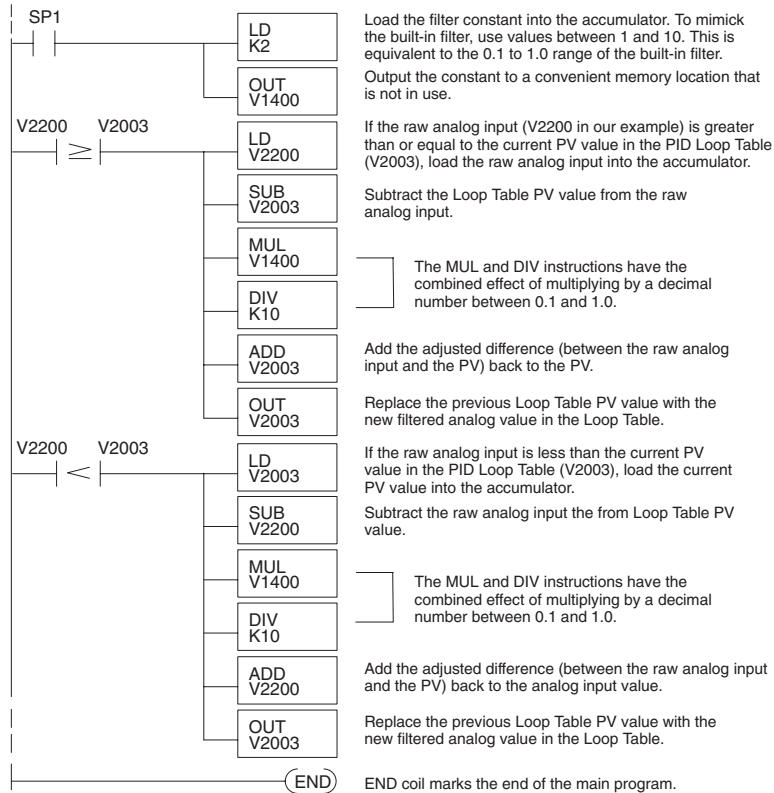 SP1
LD
K2
Load the filter constant into the accumulator. To mimick
the built-in filter, use values between 1 and 10. This is
equivalent to the 0.1 to 1.0 range of the built-in filter.
OUT
V1400
Output the constant to a convenient memory location that
is not in use.
V2200 V2003
≥
LD
V2200
If the raw analog input (V2200 in our example) is greater
than or equal to the current PV value in the PID Loop Table
(V2003), load the raw analog input into the accumulator.
SUB
V2003
Subtract the Loop Table PV value from the raw
analog input.
MUL
V1400
DIV
K10
The MUL and DIV instructions have the
combined effect of multiplying by a decimal
number between 0.1 and 1.0.
ADD
V2003
Add the adjusted difference (between the raw analog
input and the PV) back to the PV.
OUT
V2003
Replace the previous Loop Table PV value with the
new filtered analog value in the Loop Table.
V2200 V2003
<
LD
V2003
If the raw analog input is less than the current PV
value in the PID Loop Table (V2003), load the current
PV value into the accumulator.
SUB
V2200
Subtract the raw analog input the from Loop Table PV
value.
MUL
V1400
DIV
K10
The MUL and DIV instructions have the
combined effect of multiplying by a decimal
number between 0.1 and 1.0.
ADD
V2200
Add the adjusted difference (between the raw analog input
and the PV) back to the analog input value.
OUT
V2003
Replace the previous Loop Table PV value with the
new filtered analog value in the Loop Table.
END
END coil marks the end of the main program.